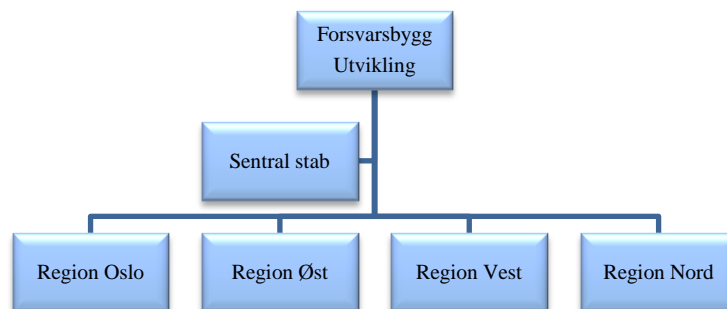 Forsvarsbygg
Utvikling
Sentral stab
Region Oslo
Region Øst
Region Vest
Region Nord